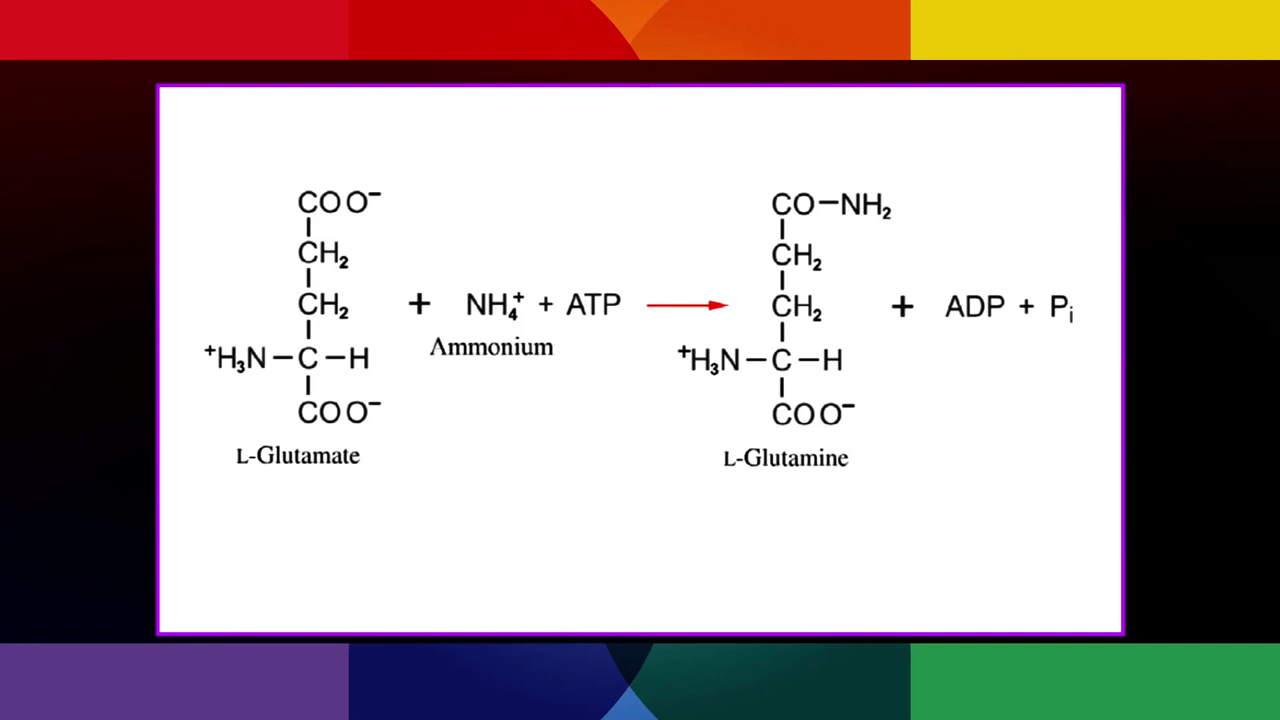 COO⁻
CH₂
CH₂
⁺H₃N–C–H
COO⁻
L-Glutamate
+ NH₄⁺ + ATP
Ammonium
CO–NH₂
CH₂
CH₂
⁺H₃N–C–H
COO⁻
L-Glutamine
+ ADP + Pᵢ